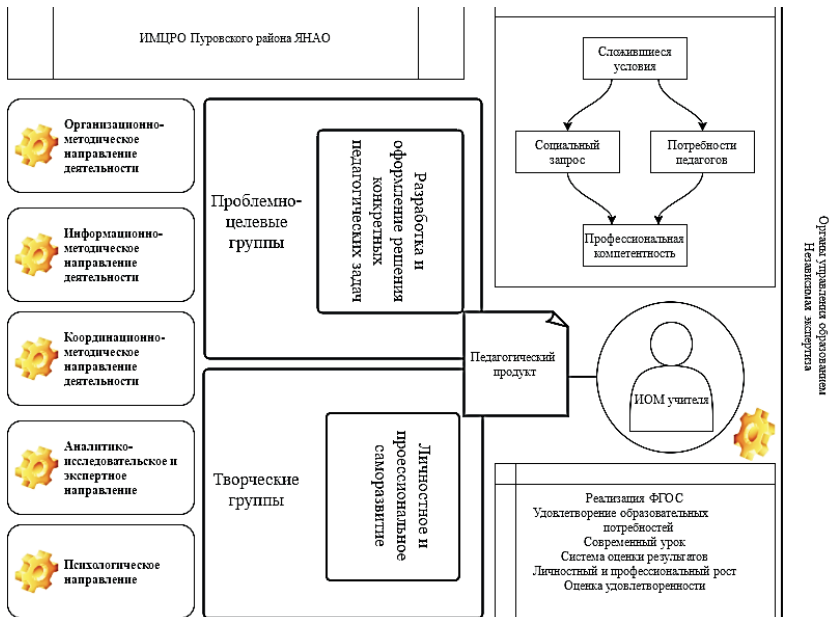 ИМЦРО Пуровского района ЯНАО
Организационно-
методическое
направление
деятельности
Информационно-
методическое
направление
деятельности
Координационно-
методическое
направление
деятельности
Аналитико-
исследовательское и
экспертное
направление
Психологическое
направление
Проблемно-
целевые
группы
Разработка и
оформление решения
конкретных
педагогических задач
Творческие
группы
Личностное и
проессиональное
саморазвитие
Педагогический
продукт
Сложившиеся
условия
Социальный
запрос
Потребности
педагогов
Профессиональная
компетентность
ИОМ учителя
Реализация ФГОС
Удовлетворение образовательных
потребностей
Современный урок
Система оценки результатов
Личностный и профессиональный рост
Оценка удовлетворенности
Органы управления образованием
Независимая экспертиза